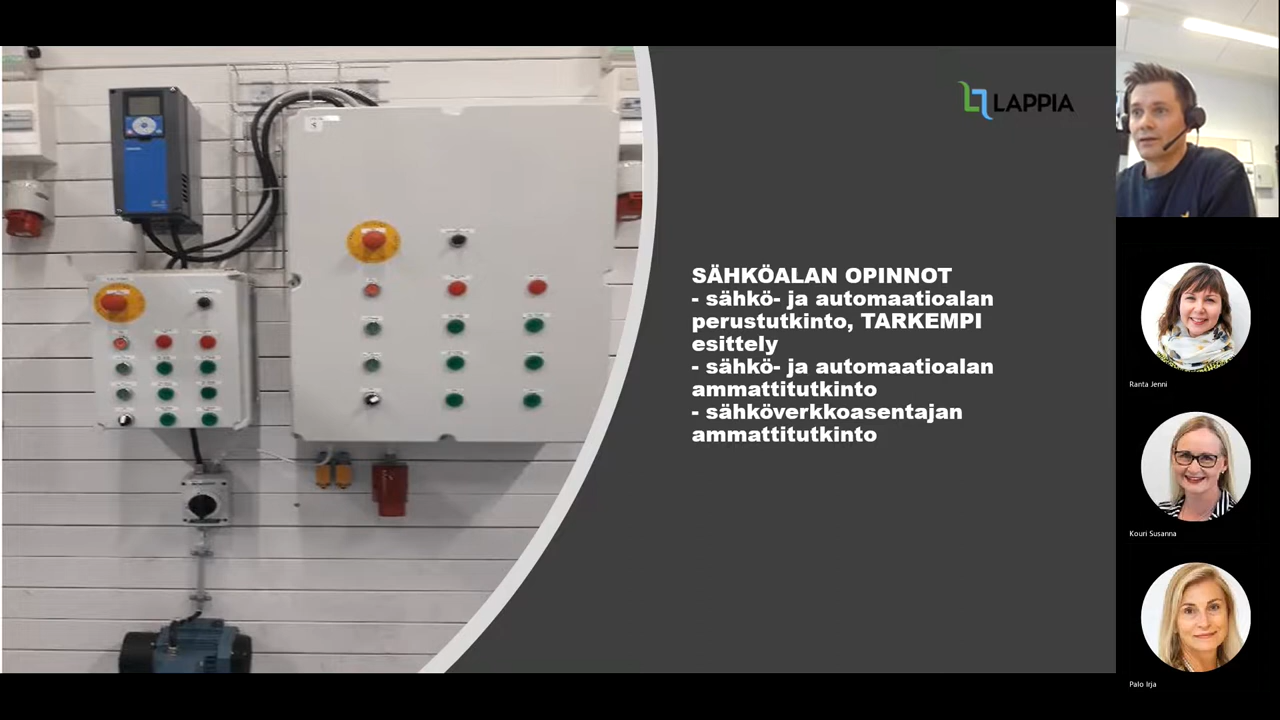 LAPPIA
SÄHKÖALAN OPINNOT
- sähkö- ja automaatioalan
perustutkinto, TARKEMPI
esittely
- sähkö- ja automaatioalan
ammattitutkinto
- sähköverkkoasentajan
ammattitutkinto
Ranta Jenni
Kouri Susanna
Palo Irja